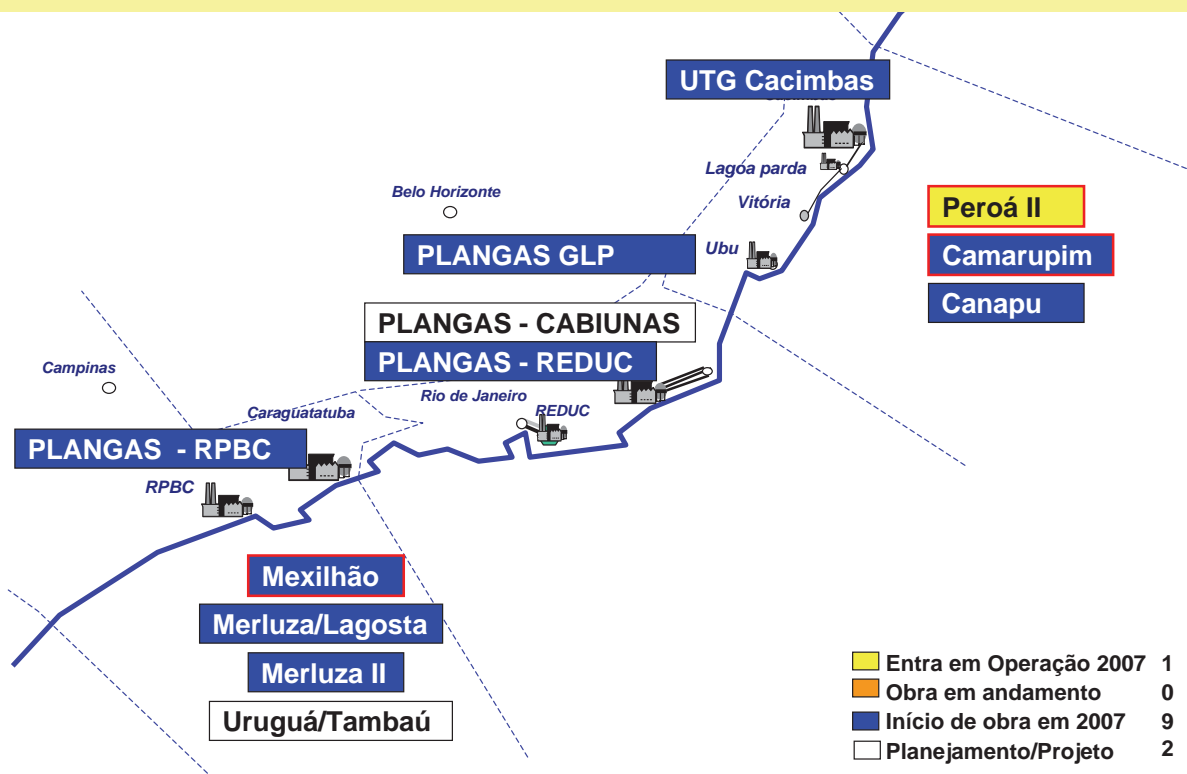 UTG Cacimbas
Lagoa parda
Belo Horizonte
Vitória
Peroá II
PLANGAS GLP
Ubu
Camarupim
Canapu
PLANGAS - CABIUNAS
PLANGAS - REDUC
Campinas
Rio de Janeiro
REDUC
Caraguatatuba
PLANGAS - RPBC
RPBC
Mexilhão
Merluza/Lagosta
Merluza II
Uruguá/Tambaú
Entra em Operação 2007 1
Obra em andamento 0
Início de obra em 2007 9
Planejamento/Projeto 2